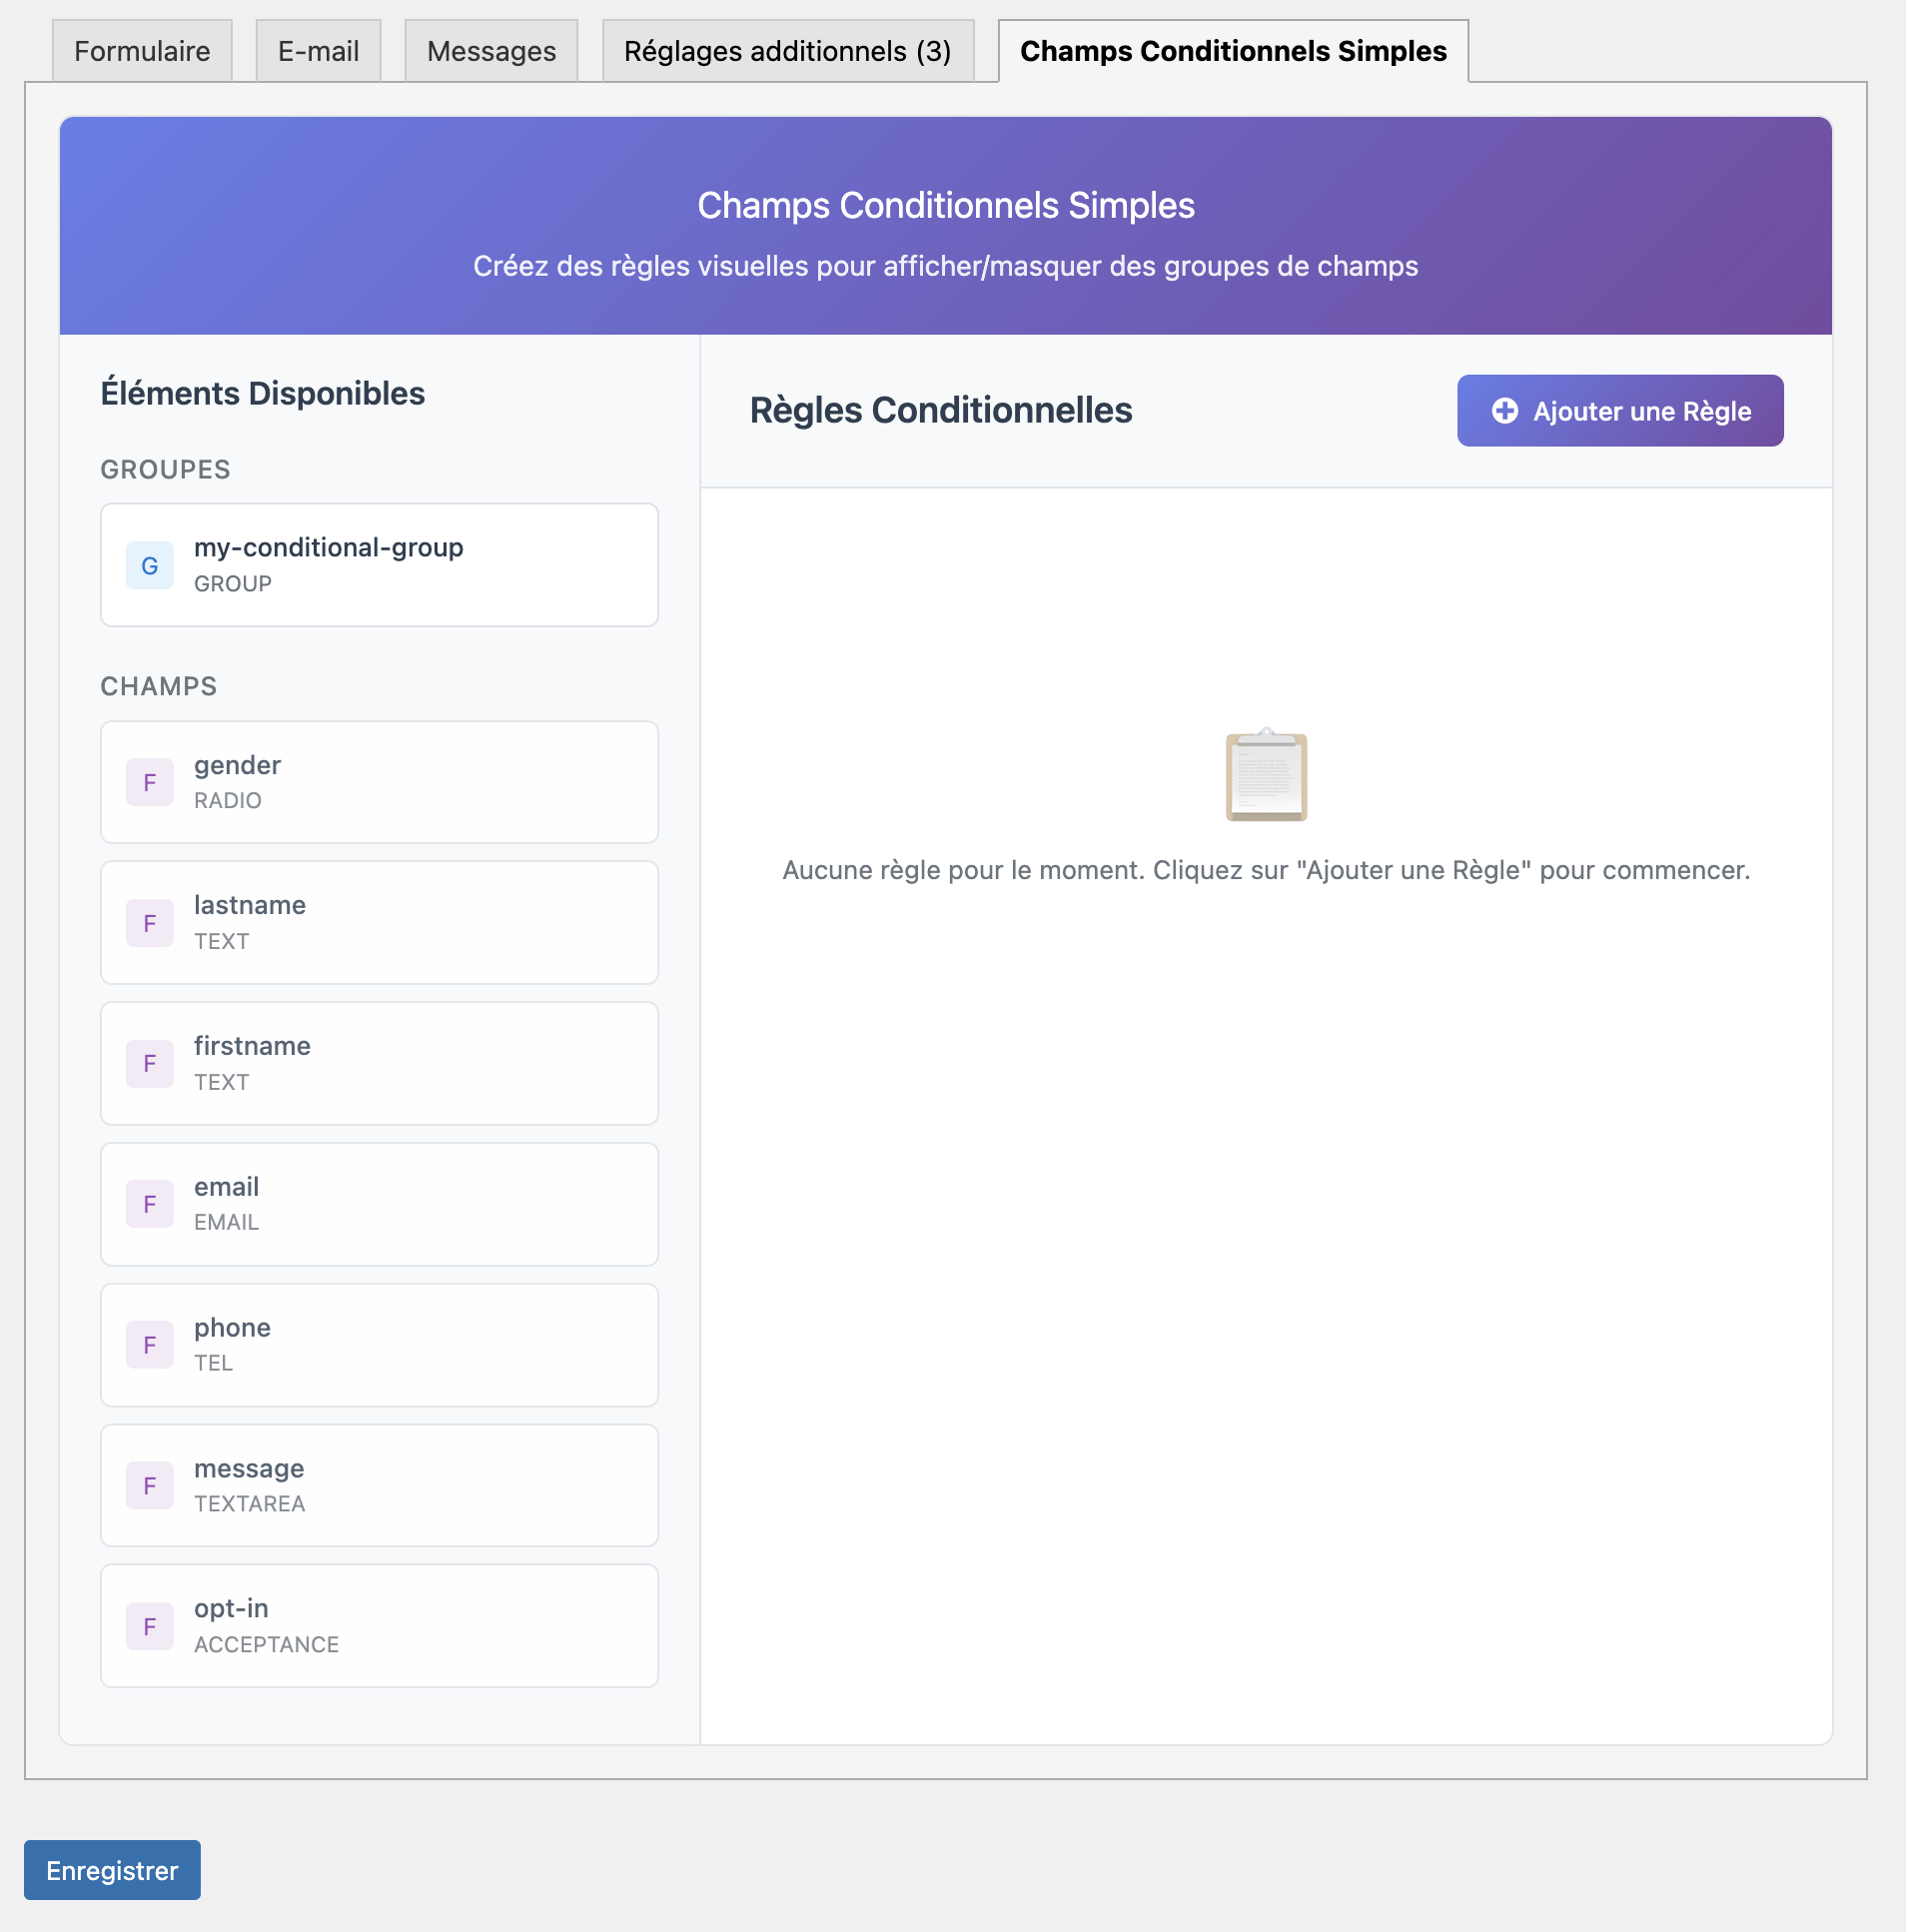 Formulaire
E-mail
Messages
Réglages additionnels (3)
Champs Conditionnels Simples
Champs Conditionnels Simples
Créez des règles visuelles pour afficher/masquer des groupes de champs
Éléments Disponibles
GROUPES
G
my-conditional-group
GROUP
CHAMPS
F
gender
RADIO
F
lastname
TEXT
F
firstname
TEXT
F
email
EMAIL
F
phone
TEL
F
message
TEXTAREA
F
opt-in
ACCEPTANCE
Règles Conditionnelles
Ajouter une Règle
Aucune règle pour le moment. Cliquez sur "Ajouter une Règle" pour commencer.
Enregistrer